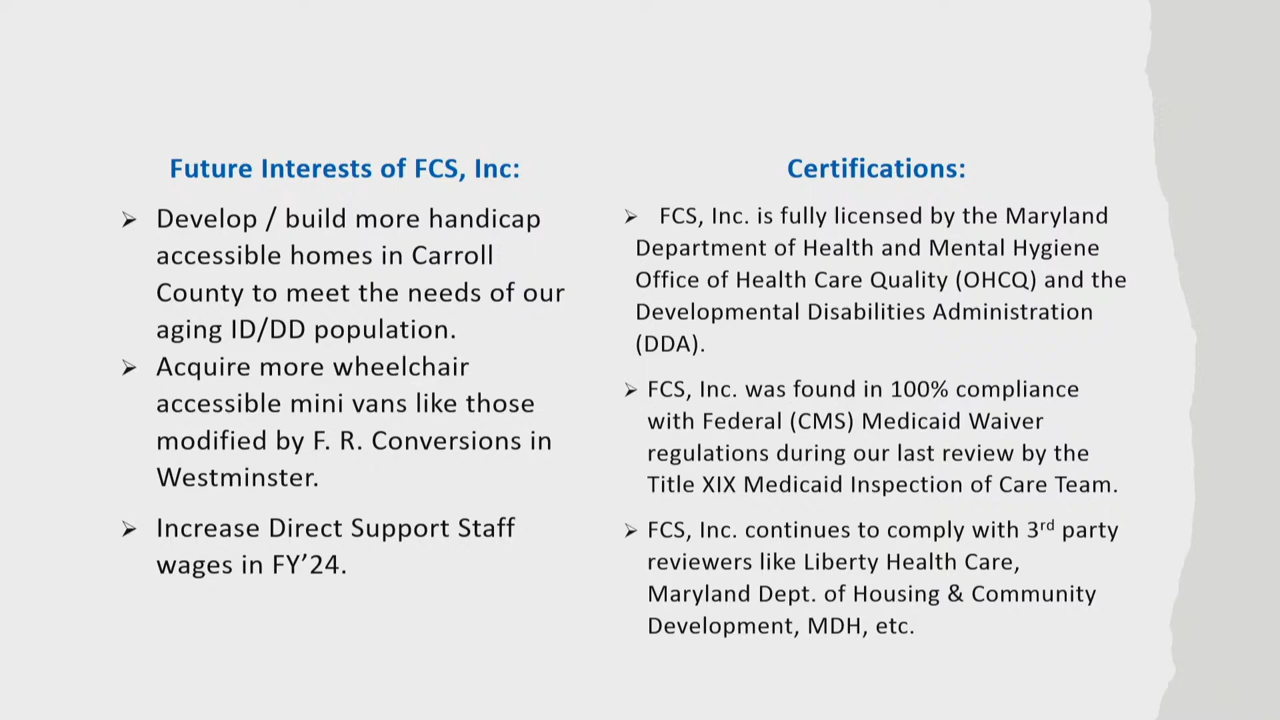 Future Interests of FCS, Inc:
➢ Develop / build more handicap
accessible homes in Carroll
County to meet the needs of our
aging ID/DD population.
➢ Acquire more wheelchair
accessible mini vans like those
modified by F. R. Conversions in
Westminster.
➢ Increase Direct Support Staff
wages in FY’24.
Certifications:
➢ FCS, Inc. is fully licensed by the Maryland
Department of Health and Mental Hygiene
Office of Health Care Quality (OHCQ) and the
Developmental Disabilities Administration
(DDA).
➢ FCS, Inc. was found in 100% compliance
with Federal (CMS) Medicaid Waiver
regulations during our last review by the
Title XIX Medicaid Inspection of Care Team.
➢ FCS, Inc. continues to comply with 3rd party
reviewers like Liberty Health Care,
Maryland Dept. of Housing & Community
Development, MDH, etc.